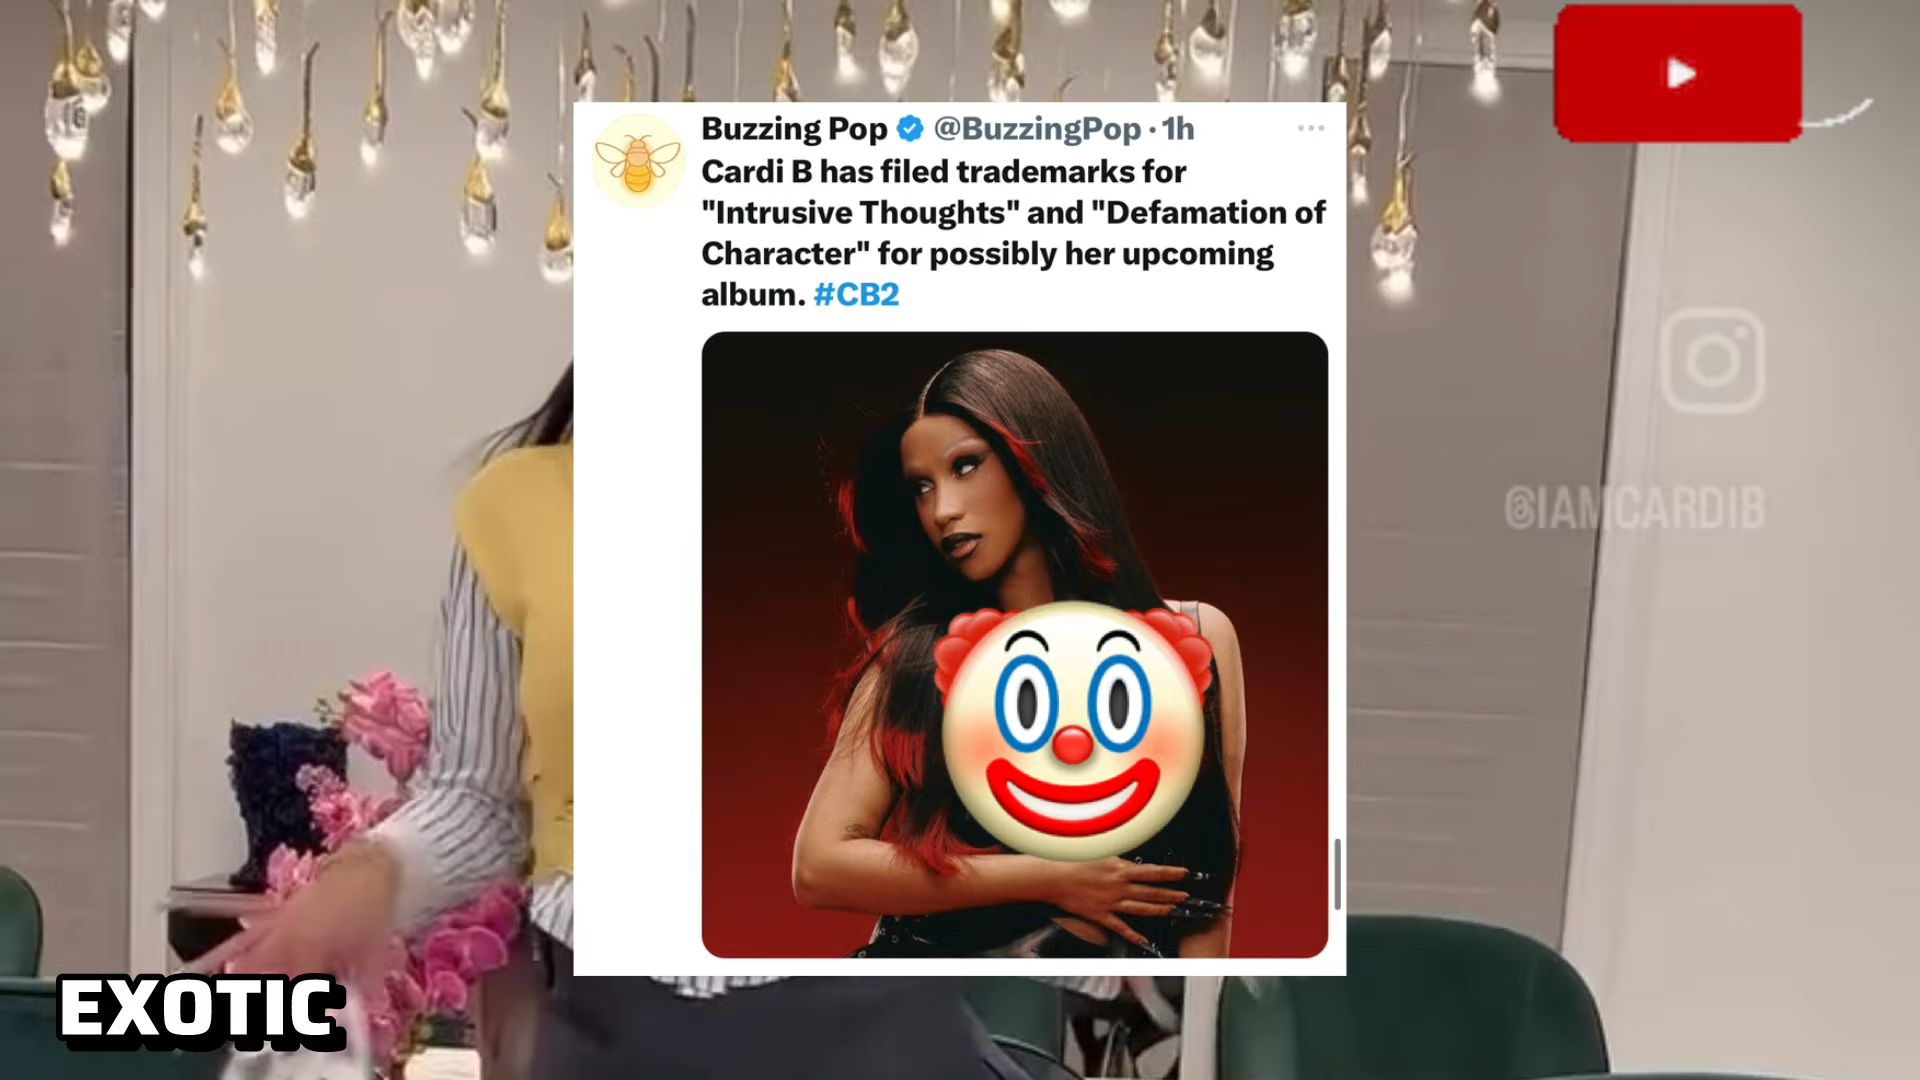 Buzzing Pop @BuzzingPop · 1h
Cardi B has filed trademarks for
"Intrusive Thoughts" and "Defamation of
Character" for possibly her upcoming
album. #CB2
@IAMCARDIB
EXOTIC